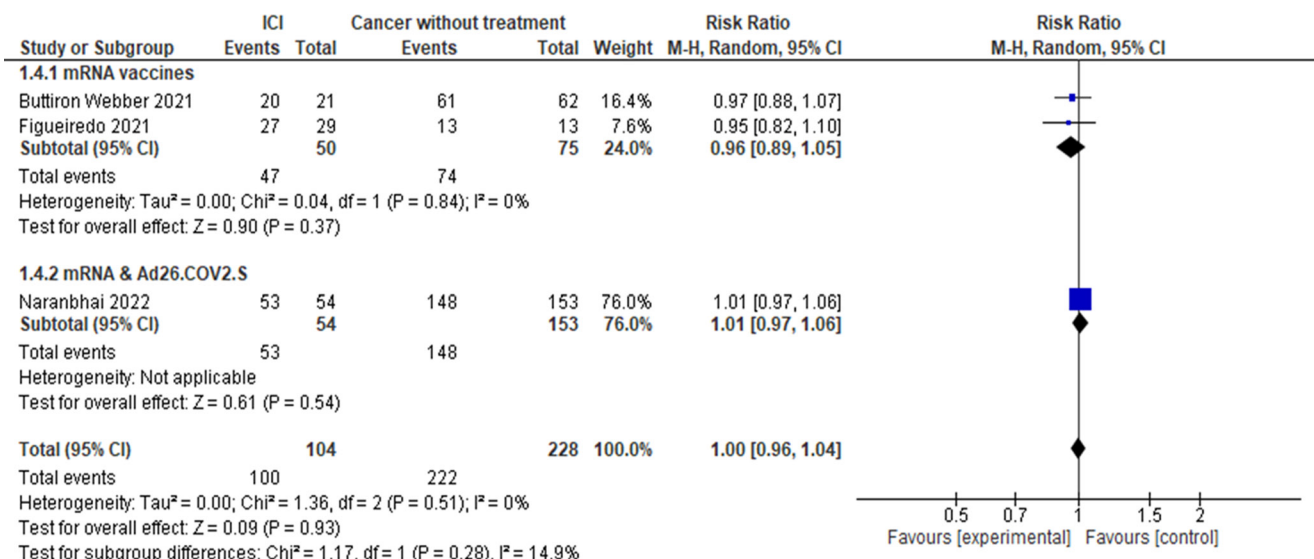 ICI Cancer without treatment Risk Ratio Risk Ratio
Study or Subgroup Events Total Events Total Weight M-H, Random, 95% CI M-H, Random, 95% CI
1.4.1 mRNA vaccines
Buttiron Webber 2021 20 21 61 62 16.4% 0.97 [0.88, 1.07]
Figueiredo 2021 27 29 13 13 7.6% 0.95 [0.82, 1.10]
Subtotal (95% CI) 50 75 24.0% 0.96 [0.89, 1.05]
Total events 47 74
Heterogeneity: Tau² = 0.00; Chi² = 0.04, df = 1 (P = 0.84); I² = 0%
Test for overall effect: Z = 0.90 (P = 0.37)
1.4.2 mRNA & Ad26.COV2.S
Naranbhai 2022 53 54 148 153 76.0% 1.01 [0.97, 1.06]
Subtotal (95% CI) 54 153 76.0% 1.01 [0.97, 1.06]
Total events 53 148
Heterogeneity: Not applicable
Test for overall effect: Z = 0.61 (P = 0.54)
Total (95% CI) 104 228 100.0% 1.00 [0.96, 1.04]
Total events 100 222
Heterogeneity: Tau² = 0.00; Chi² = 1.36, df = 2 (P = 0.51); I² = 0%
Test for overall effect: Z = 0.09 (P = 0.93)
Test for subgroup differences: Chi² = 1.17, df = 1 (P = 0.28), I² = 14.9%
0.5 0.7 1 1.5 2
Favours [experimental] Favours [control]